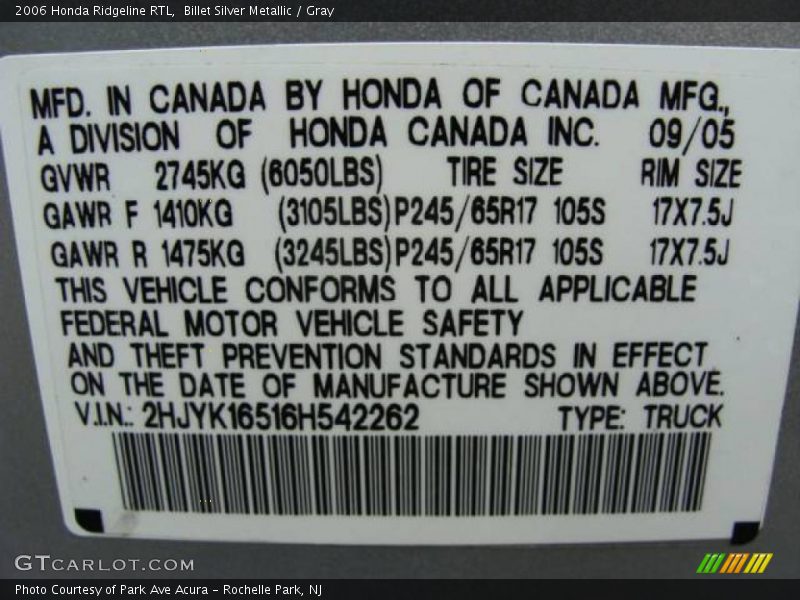 2006 Honda Ridgeline RTL,  Billet Silver Metallic / Gray
MFD. IN CANADA BY HONDA OF CANADA MFG.,
A DIVISION OF HONDA CANADA INC. 09/05
GVWR 2745KG (6050LBS) TIRE SIZE RIM SIZE
GAWR F 1410KG (3105LBS) P245/65R17 105S 17X7.5J
GAWR R 1475KG (3245LBS) P245/65R17 105S 17X7.5J
THIS VEHICLE CONFORMS TO ALL APPLICABLE
FEDERAL MOTOR VEHICLE SAFETY
AND THEFT PREVENTION STANDARDS IN EFFECT
ON THE DATE OF MANUFACTURE SHOWN ABOVE.
V.I.N.: 2HJYK16516H542262 TYPE: TRUCK
GTCARLOT.COM
Photo Courtesy of Park Ave Acura – Rochelle Park, NJ